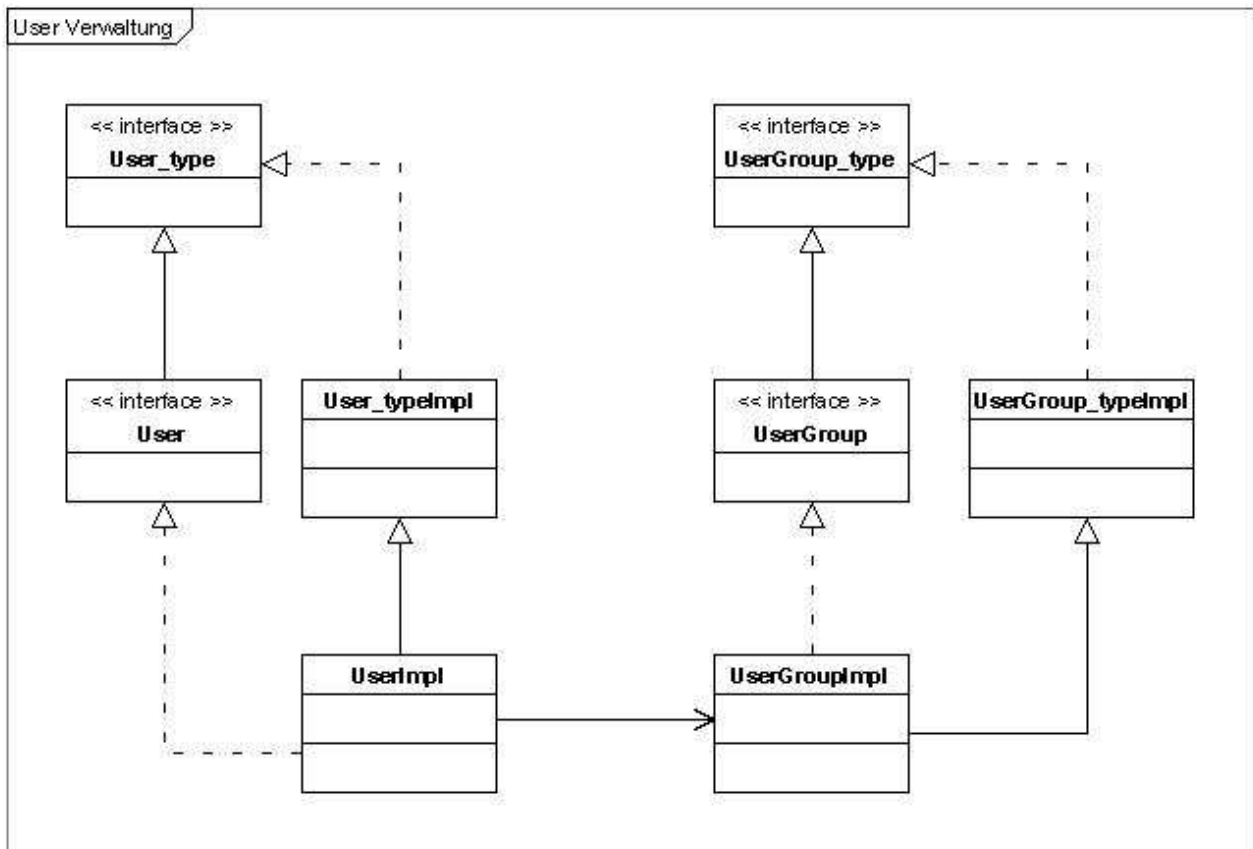 User Verwaltung
<< interface >>
User_type
<< interface >>
UserGroup_type
<< interface >>
User
User_typeImpl
<< interface >>
UserGroup
UserGroup_typeImpl
UserImpl
UserGroupImpl